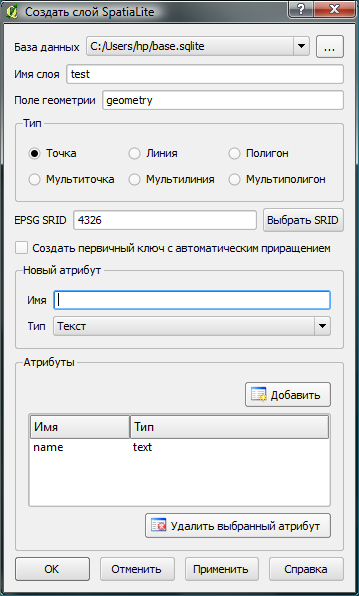 Создать слой SpatiaLite
База данных C:/Users/hp/base.sqlite ...
Имя слоя test
Поле геометрии geometry
Тип
Точка Линия Полигон
Мультиточка Мультилиния Мультиполигон
EPSG SRID 4326 Выбрать SRID
Создать первичный ключ с автоматическим приращением
Новый атрибут
Имя
Тип Текст
Атрибуты
Добавить
Имя Тип
name text
Удалить выбранный атрибут
OK Отменить Применить Справка